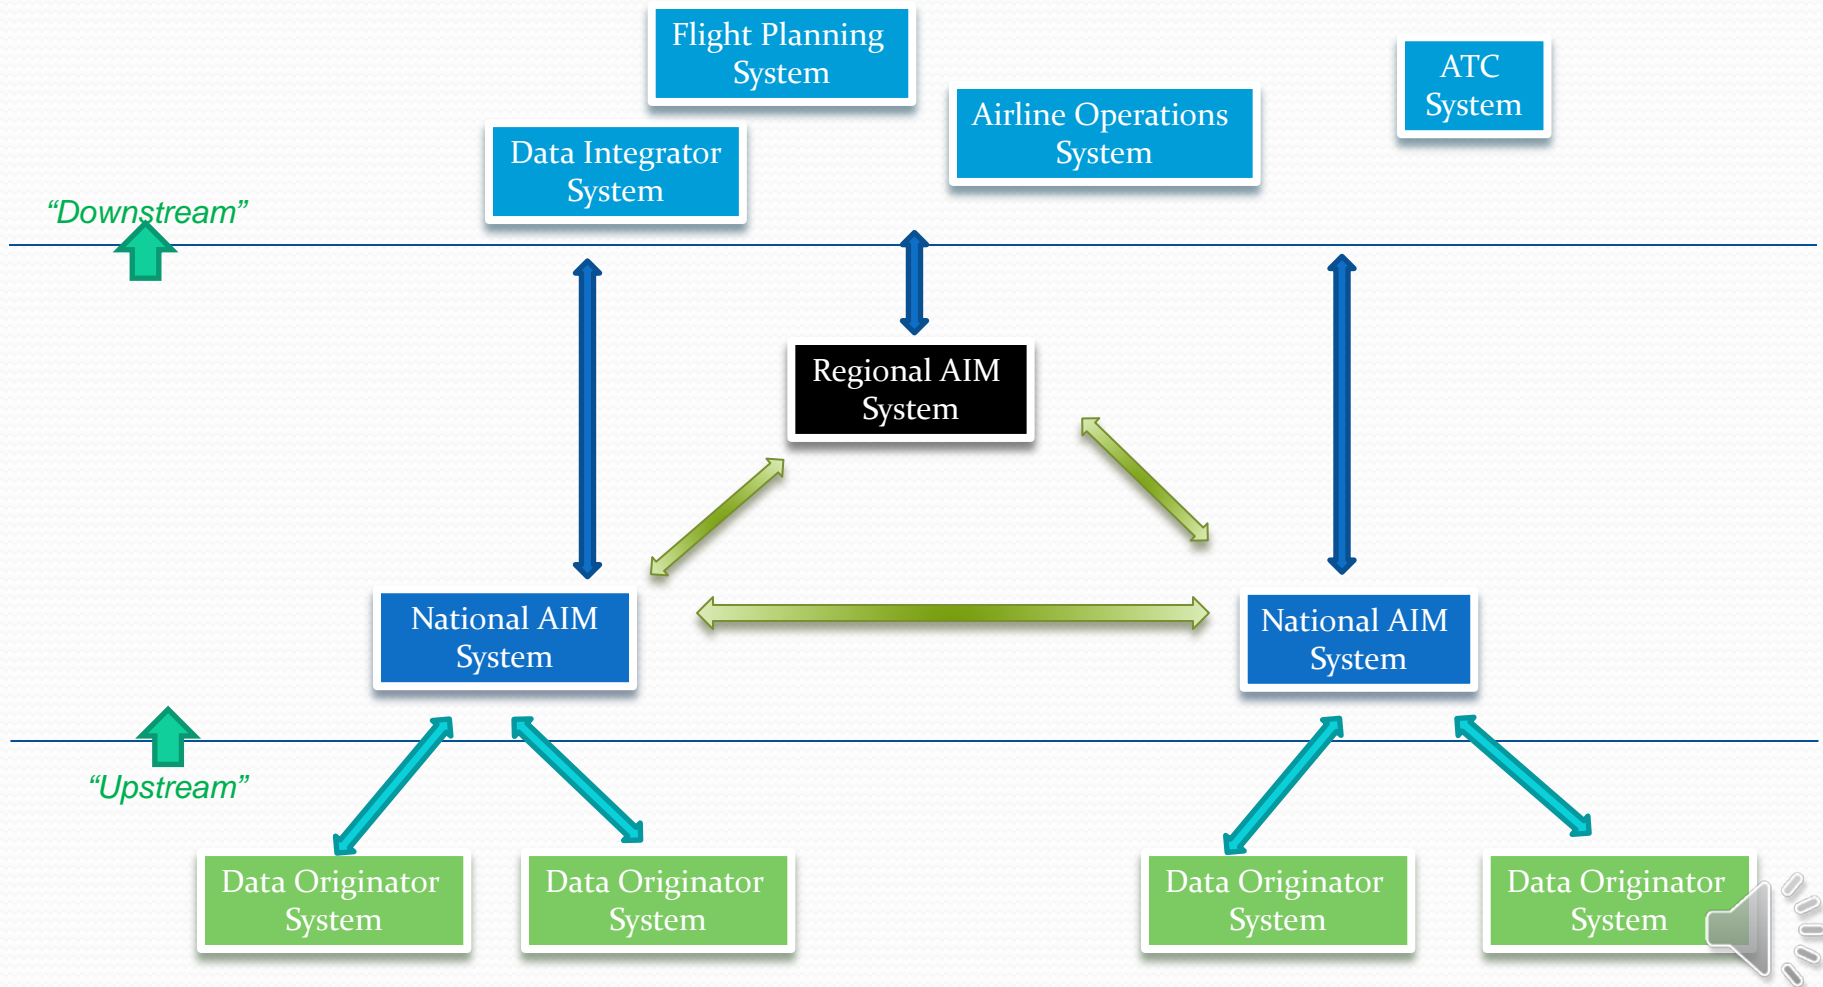 Flight Planning
System
ATC
System
Airline Operations
System
Data Integrator
System
“Downstream”
Regional AIM
System
National AIM
System
National AIM
System
“Upstream”
Data Originator
System
Data Originator
System
Data Originator
System
Data Originator
System